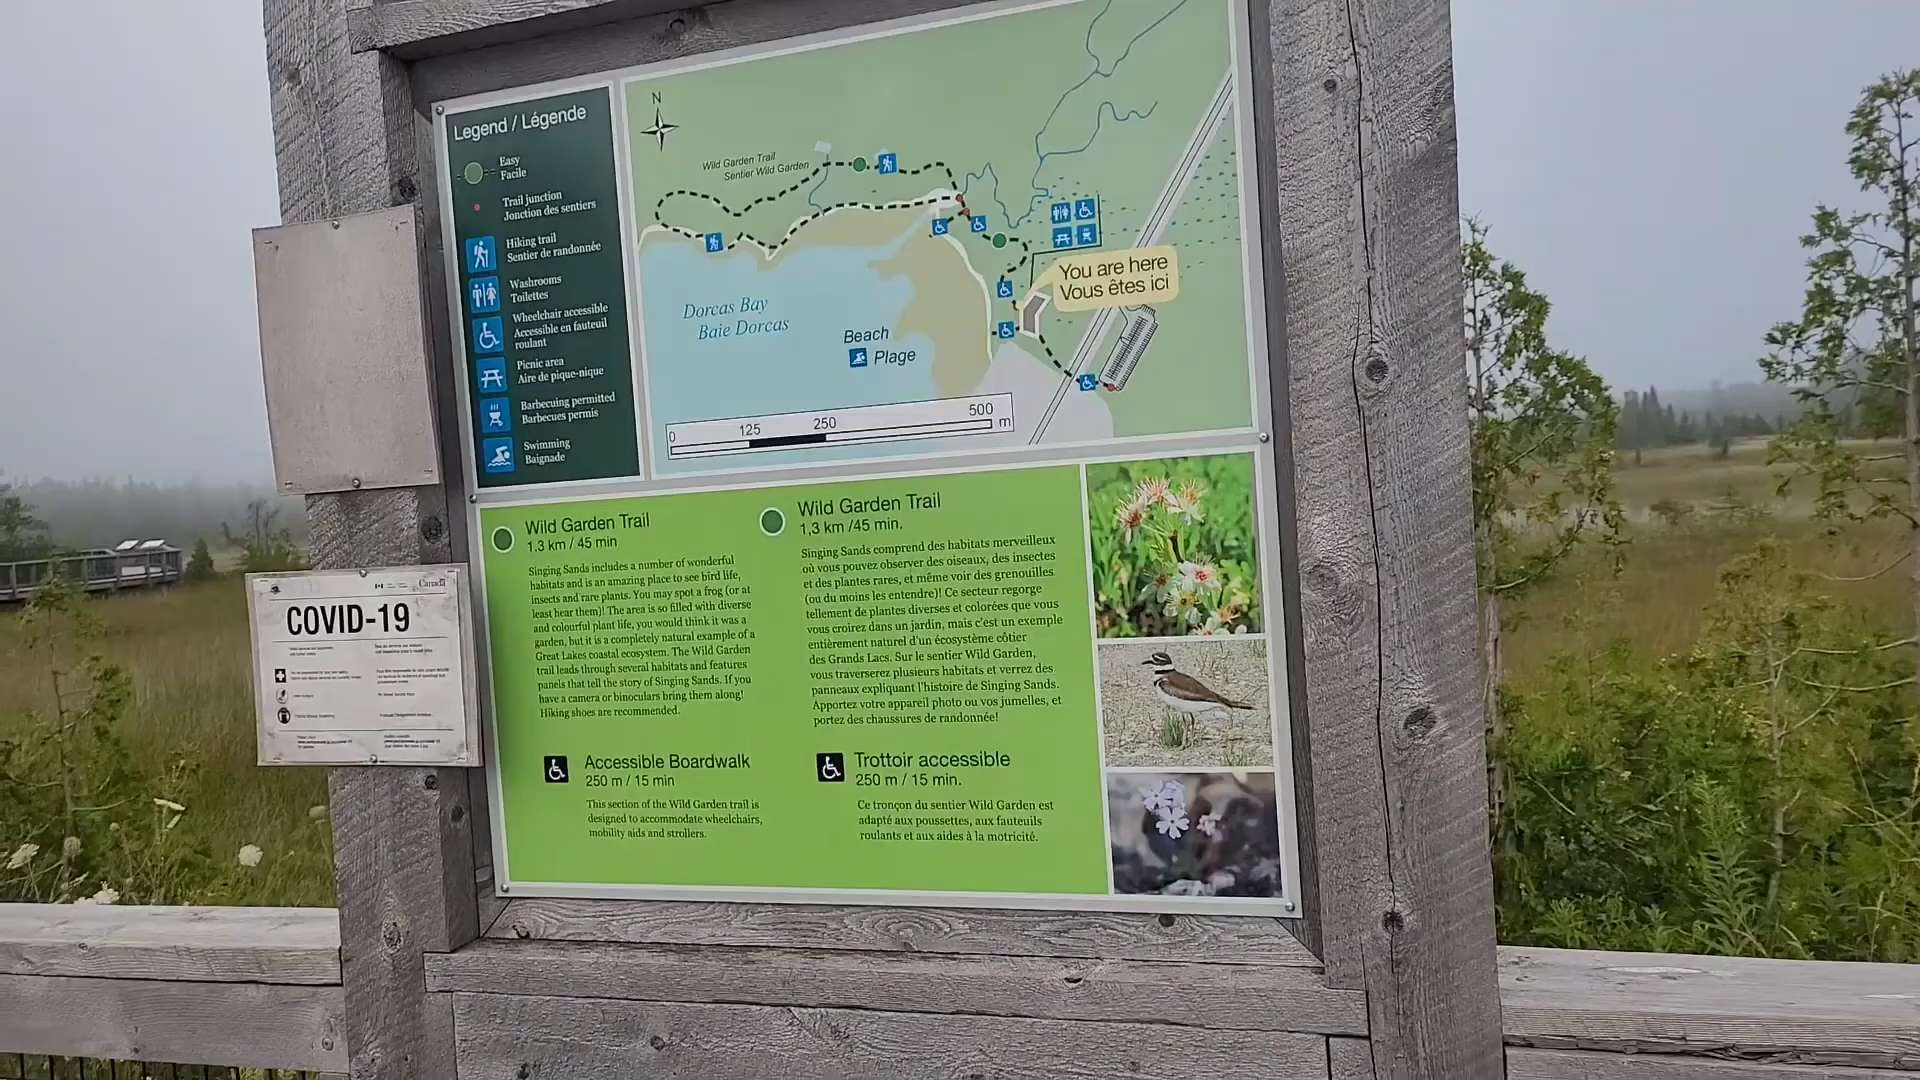 Legend / Légende
Easy
Facile
Trail junction
Jonction des sentiers
Hiking trail
Sentier de randonnée
Washrooms
Toilettes
Wheelchair accessible
Accessible en fauteuil
roulant
Picnic area
Aire de pique-nique
Barbecuing permitted
Barbecues permis
Swimming
Baignade
N
Wild Garden Trail
Sentier Wild Garden
You are here
Vous êtes ici
Dorcas Bay
Baie Dorcas
Beach
Plage
0 125 250 500
m
Wild Garden Trail
1.3 km / 45 min
Singing Sands includes a number of wonderful
habitats and is an amazing place to see bird life,
insects and rare plants. You may spot a frog (or at
least hear them)! The area is so filled with diverse
and colourful plant life, you would think it was a
garden, but it is a completely natural example of a
Great Lakes coastal ecosystem. The Wild Garden
trail leads through several habitats and features
panels that tell the story of Singing Sands. If you
have a camera or binoculars bring them along!
Hiking shoes are recommended.
Accessible Boardwalk
250 m / 15 min
This section of the Wild Garden trail is
designed to accommodate wheelchairs,
mobility aids and strollers.
Wild Garden Trail
1,3 km /45 min.
Singing Sands comprend des habitats merveilleux
où vous pouvez observer des oiseaux, des insectes
et des plantes rares, et même voir des grenouilles
(ou du moins les entendre)! Ce secteur regorge
tellement de plantes diverses et colorées que vous
vous croirez dans un jardin, mais c'est un exemple
entièrement naturel d'un écosystème côtier
des Grands Lacs. Sur le sentier Wild Garden,
vous traverserez plusieurs habitats et verrez des
panneaux expliquant l'histoire de Singing Sands.
Apportez votre appareil photo ou vos jumelles, et
portez des chaussures de randonnée!
Trottoir accessible
250 m / 15 min.
Ce tronçon du sentier Wild Garden est
adapté aux poussettes, aux fauteuils
roulants et aux aides à la motricité.
Canada
COVID-19